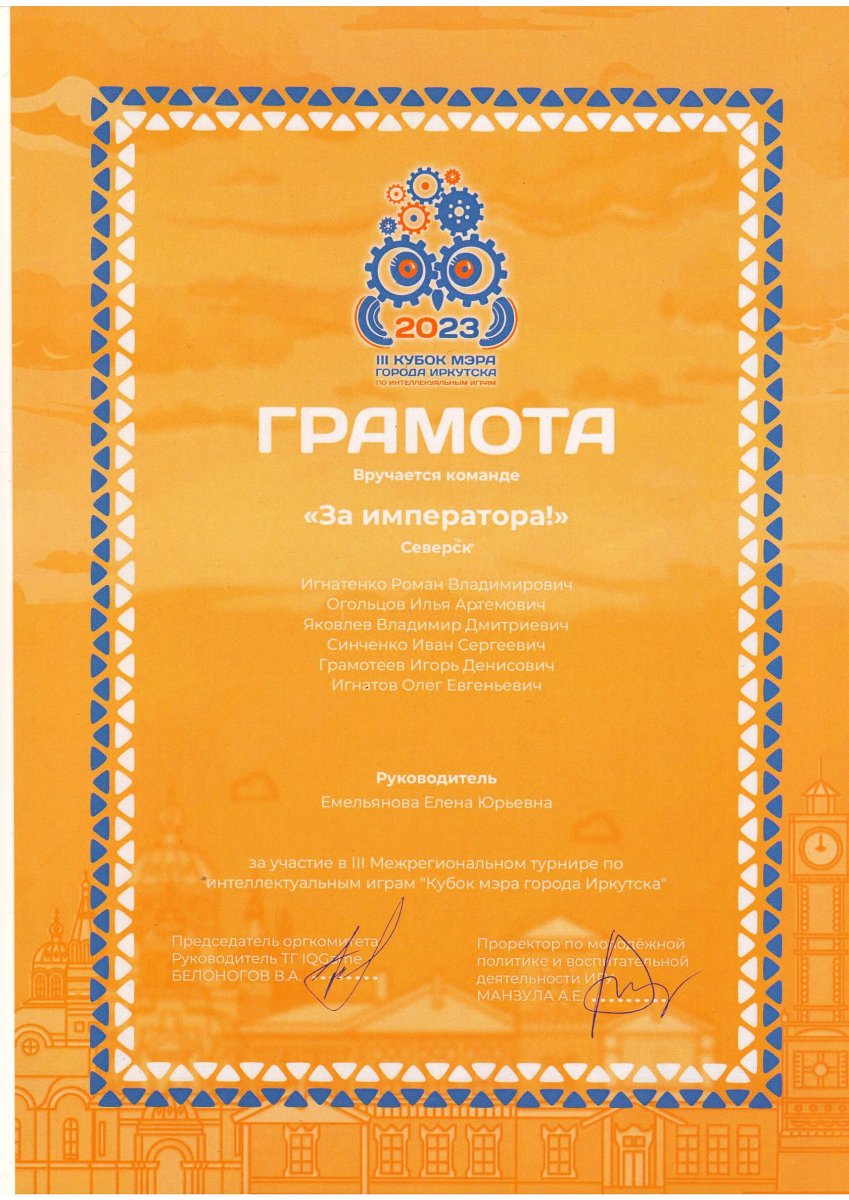 2023
III КУБОК МЭРА
ГОРОДА ИРКУТСКА
ПО ИНТЕЛЛЕКТУАЛЬНЫМ ИГРАМ
ГРАМОТА
Вручается команде
«За императора!»
Северск
Игнатенко Роман Владимирович
Огольцов Илья Артемович
Яковлев Владимир Дмитриевич
Синченко Иван Сергеевич
Грамотеев Игорь Денисович
Игнатов Олег Евгеньевич
Руководитель
Емельянова Елена Юрьевна
за участие в III Межрегиональном турнире по
интеллектуальным играм "Кубок мэра города Иркутска"
Председатель оргкомитета,
Руководитель ТГ IQGame
БЕЛОНОГОВ В.А.
Проректор по молодежной
политике и воспитательной
деятельности
МАНЗУЛА А.Е.